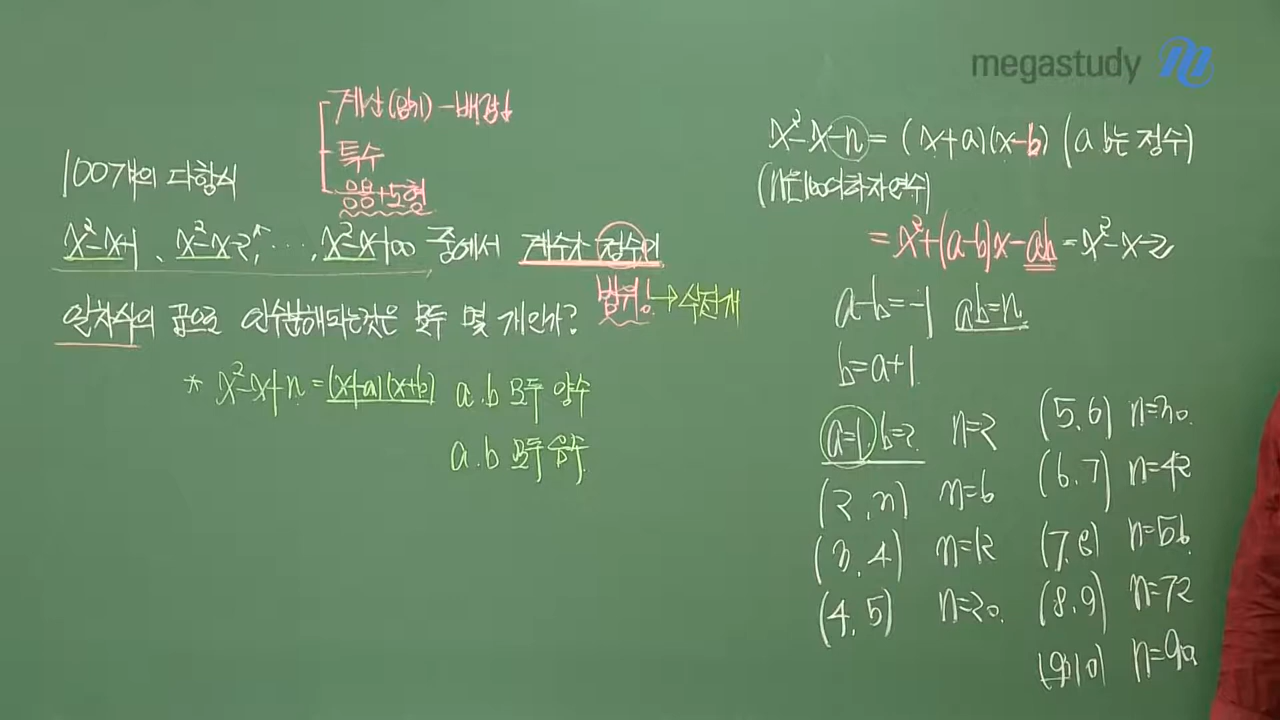 megastudy
계산(암기) - 배경
특수
응용+도형
100개의 다항식
x²-x-1, x²-x-2, ···, x²-x-100 중에서 계수가 정수인
일차식의 곱으로 인수분해 되는것은 모두 몇 개인가?
범위! → 수전개
* x²-x+n = (x+a)(x+b) a.b 모두 양수
a.b 모두 음수
x²-x-n = (x+a)(x-b) (a b는 정수)
(n은 100이하 자연수)
= x²+(a-b)x-ab = x²-x-2
a-b=-1 ab=n
b=a+1
a=1, b=2 n=2
(2, 3) n=6
(3, 4) n=12
(4, 5) n=20
(5, 6) n=30
(6, 7) n=42
(7, 8) n=56
(8, 9) n=72
(9, 10) n=90